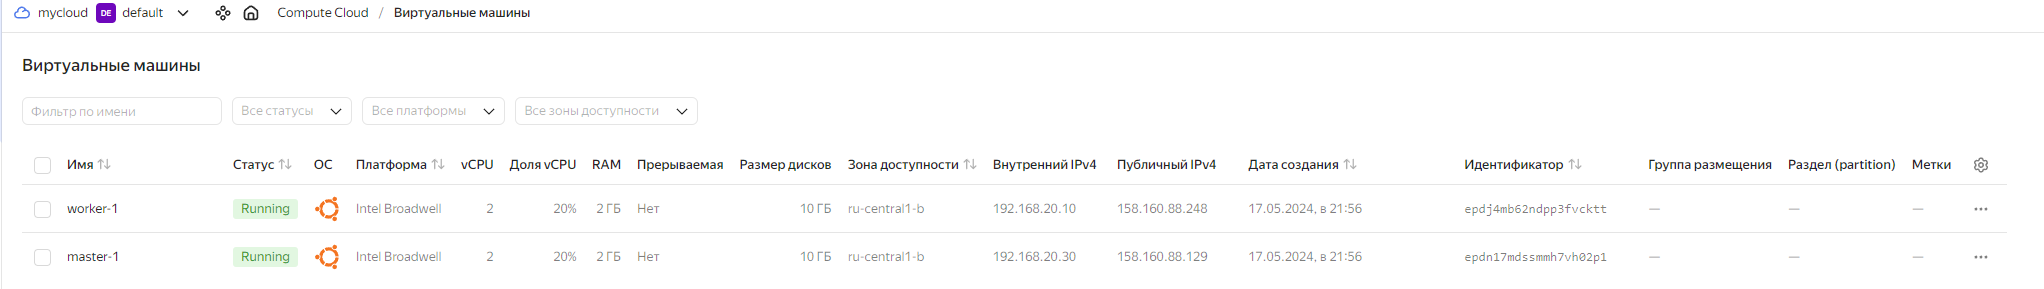 mycloud DE default Compute Cloud / Виртуальные машины
Виртуальные машины
Фильтр по имени Все статусы Все платформы Все зоны доступности
Имя Статус ОС Платформа vCPU Доля vCPU RAM Прерываемая Размер дисков Зона доступности Внутренний IPv4 Публичный IPv4 Дата создания Идентификатор Группа размещения Раздел (partition) Метки
worker-1 Running Intel Broadwell 2 20% 2 ГБ Нет 10 ГБ ru-central1-b 192.168.20.10 158.160.88.248 17.05.2024, в 21:56 epdj4mb62ndpp3fvcktt — — —
master-1 Running Intel Broadwell 2 20% 2 ГБ Нет 10 ГБ ru-central1-b 192.168.20.30 158.160.88.129 17.05.2024, в 21:56 epdn17mdssmmh7vh02p1 — — —